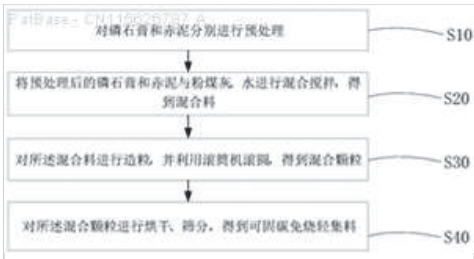 PatBase - CN115626787 A
对磷石膏和赤泥分别进行预处理
S10
将预处理后的磷石膏和赤泥与粉煤灰、水进行混合搅拌，得
到混合料
S20
对所述混合料进行造粒，并利用滚筒机滚圆，得到混合颗粒
S30
对所述混合颗粒进行烘干、筛分，得到可固碳免烧轻集料
S40